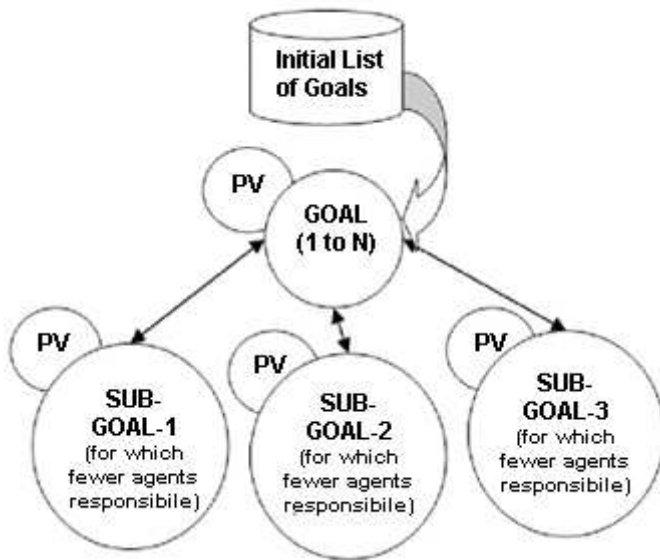 Initial List
of Goals
PV
GOAL
(1 to N)
PV
SUB-
GOAL-1
(for which
fewer agents
responsibile)
PV
SUB-
GOAL-2
(for which
fewer agents
responsibile)
PV
SUB-
GOAL-3
(for which
fewer agents
responsibile)